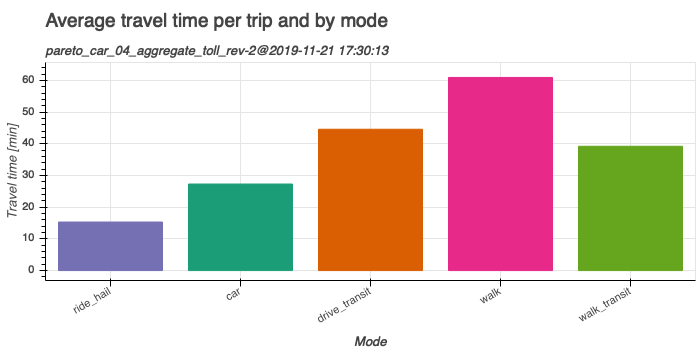 Average travel time per trip and by mode
pareto_car_04_aggregate_toll_rev-2@2019-11-21 17:30:13
Travel time [min]
60
50
40
30
20
10
0
ride_hail
car
drive_transit
walk
walk_transit
Mode